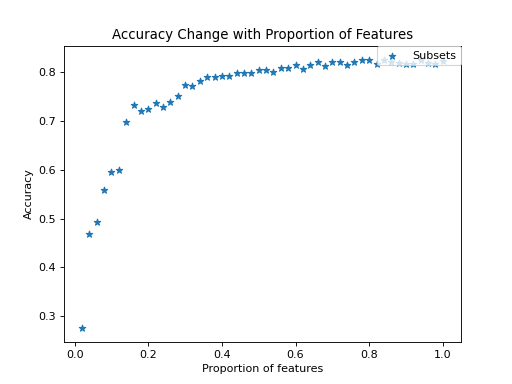 Accuracy Change with Proportion of Features
Subsets
0.8
0.7
0.6
0.5
0.4
0.3
Accuracy
0.0 0.2 0.4 0.6 0.8 1.0
Proportion of features